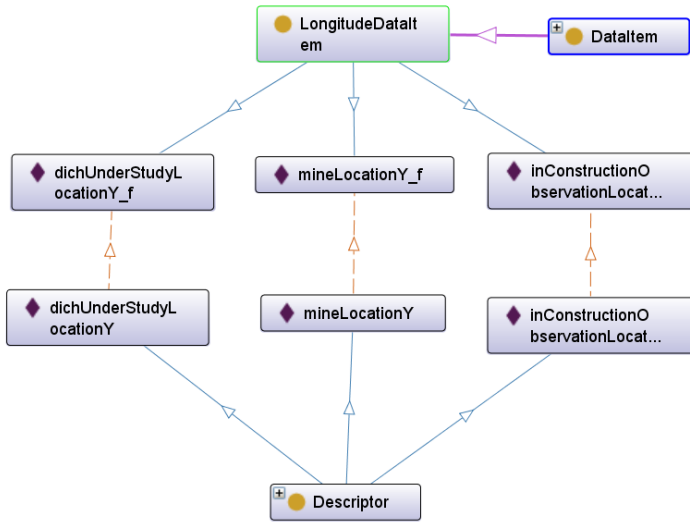 LongitudeDataIt
em
DataItem
dichUnderStudyL
ocationY_f
mineLocationY_f
inConstructionO
bservationLocat...
dichUnderStudyL
ocationY
mineLocationY
inConstructionO
bservationLocat...
Descriptor